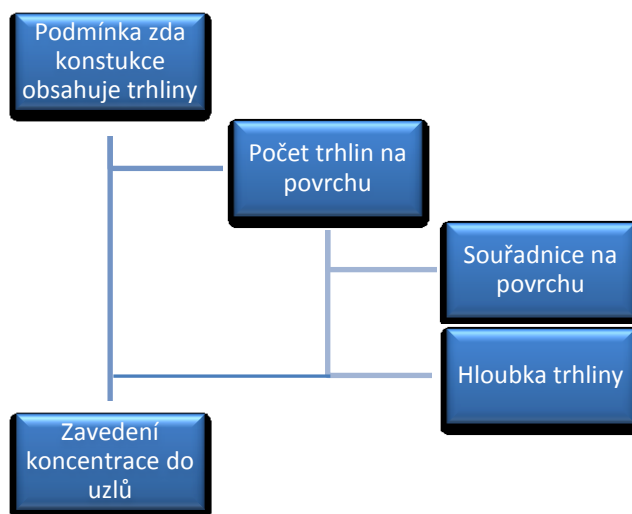 Podmínka zda
konstukce
obsahuje trhliny
Počet trhlin na
povrchu
Souřadnice na
povrchu
Hloubka trhliny
Zavedení
koncentrace do
uzlů